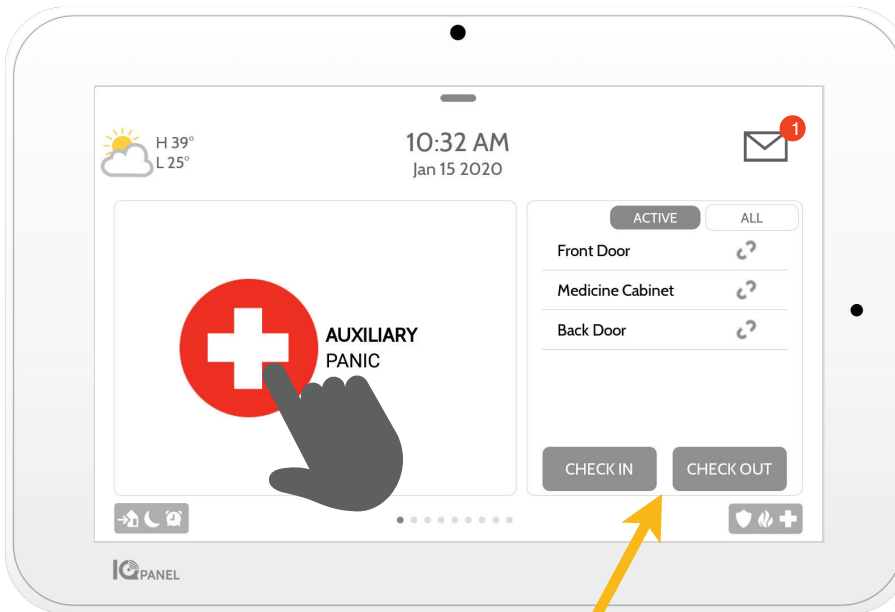 H 39°
L 25°
10:32 AM
Jan 15 2020
1
AUXILIARY
PANIC
ACTIVE
ALL
Front Door
Medicine Cabinet
Back Door
CHECK IN
CHECK OUT
IQ PANEL